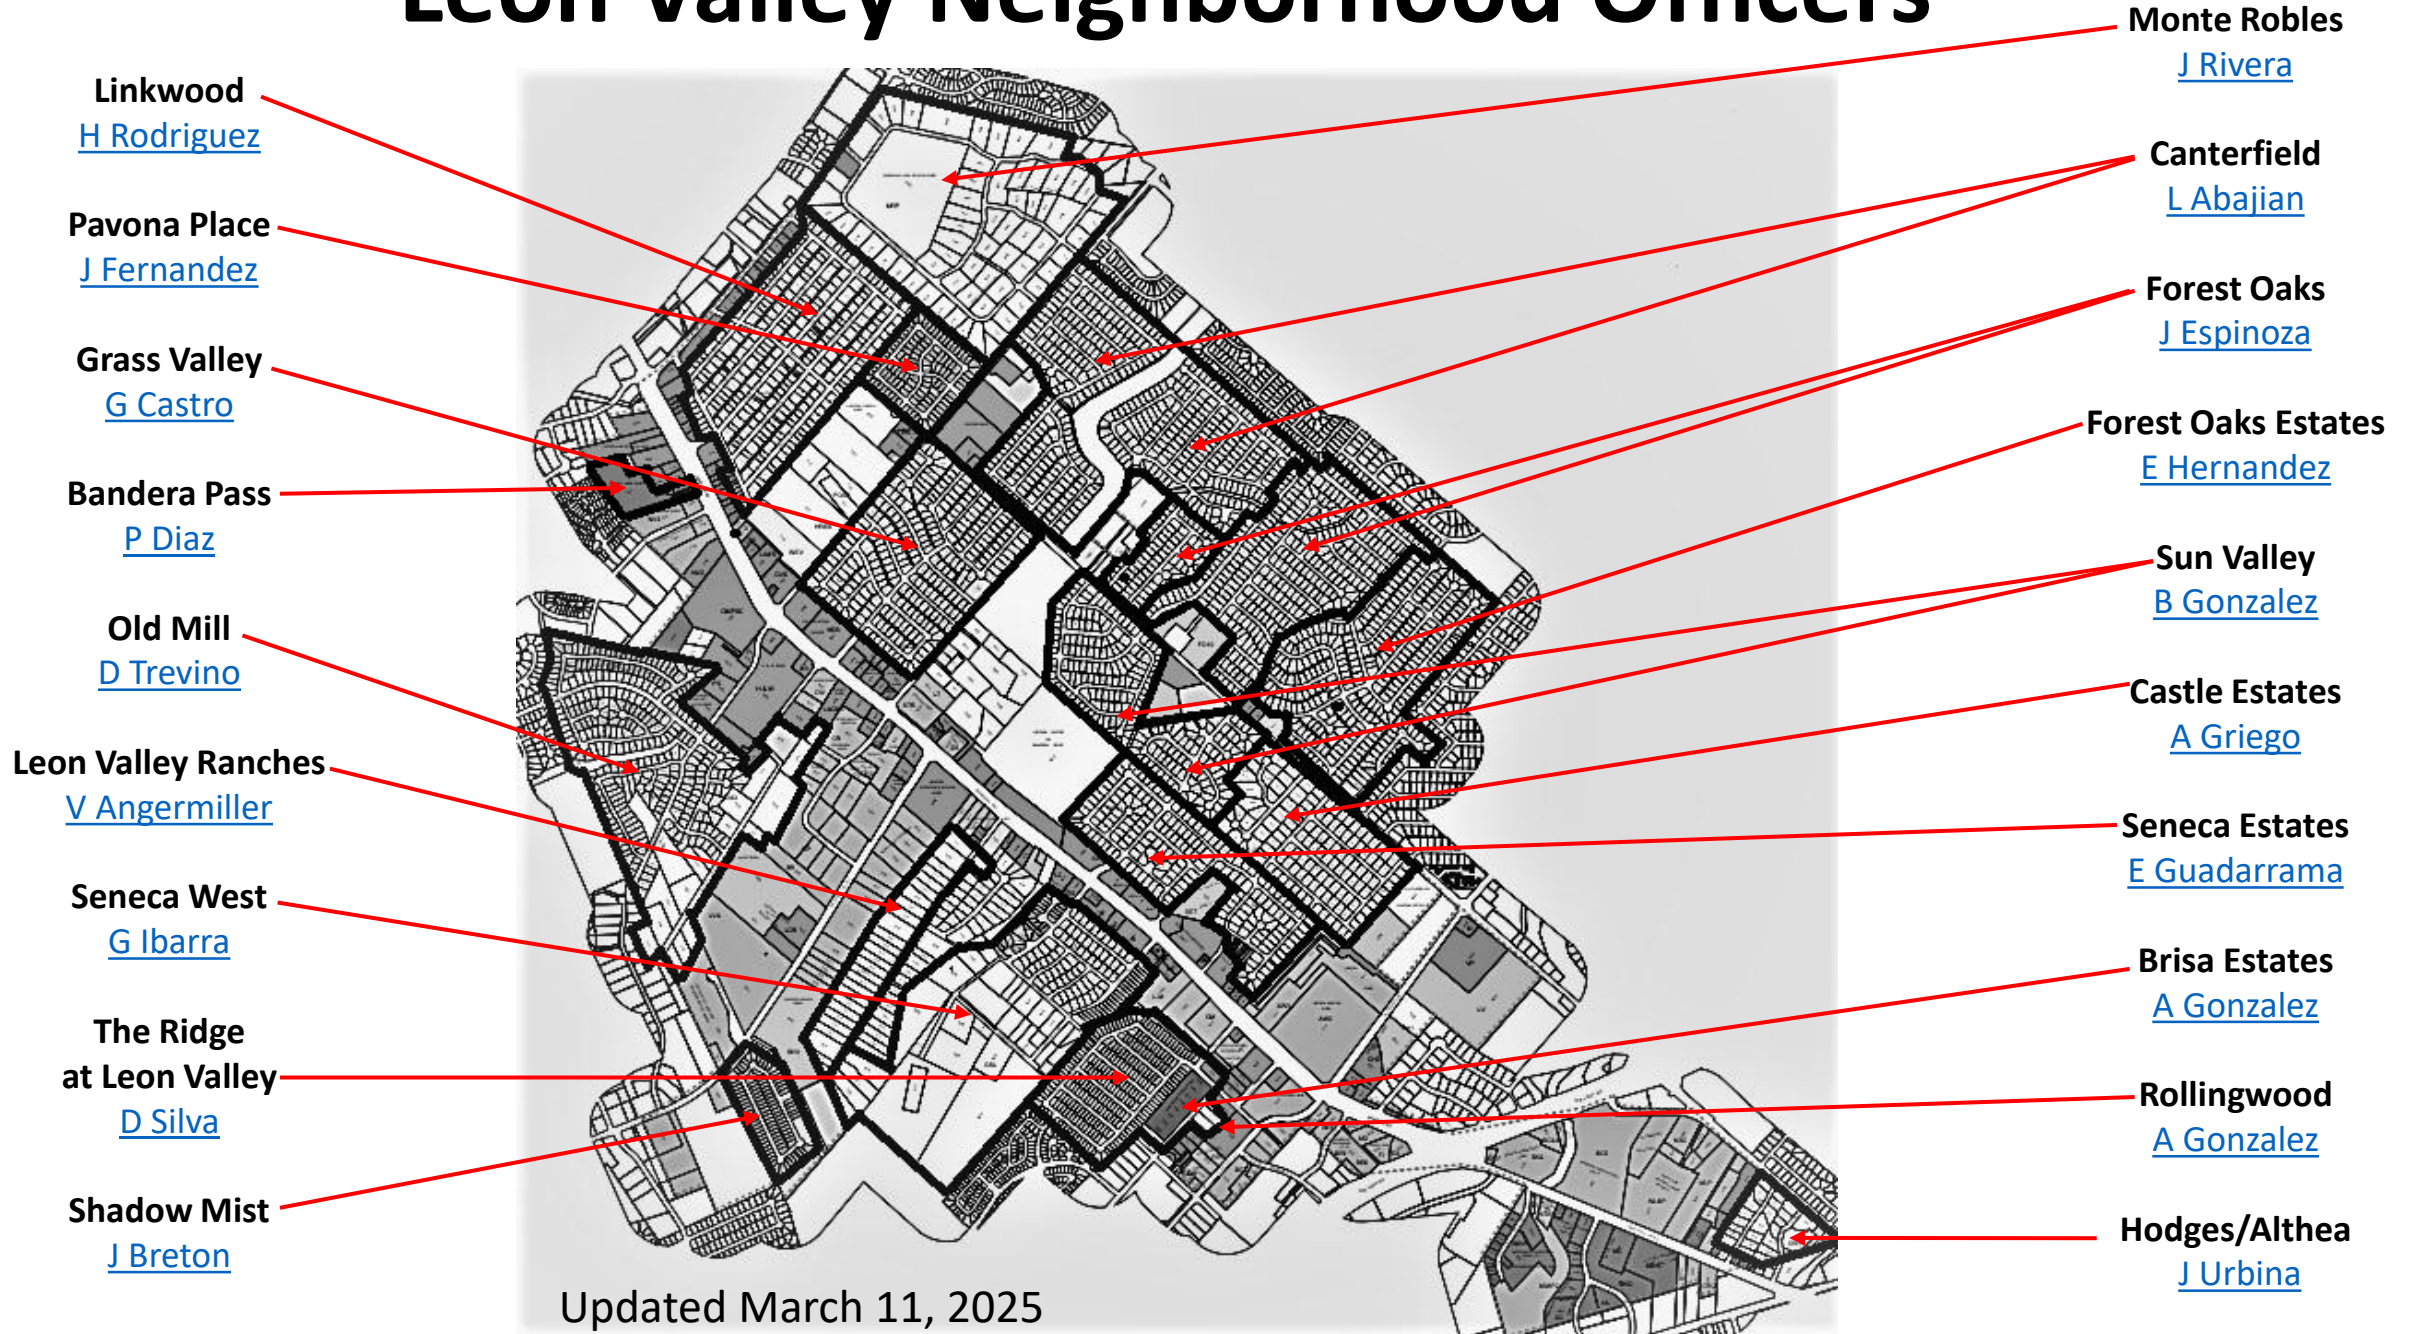 Leon Valley Neighborhood Officers
Linkwood
H Rodriguez
Pavona Place
J Fernandez
Grass Valley
G Castro
Bandera Pass
P Diaz
Old Mill
D Trevino
Leon Valley Ranches
V Angermiller
Seneca West
G Ibarra
The Ridge
at Leon Valley
D Silva
Shadow Mist
J Breton
Monte Robles
J Rivera
Canterfield
L Abajian
Forest Oaks
J Espinoza
Forest Oaks Estates
E Hernandez
Sun Valley
B Gonzalez
Castle Estates
A Griego
Seneca Estates
E Guadarrama
Brisa Estates
A Gonzalez
Rollingwood
A Gonzalez
Hodges/Althea
J Urbina
Updated March 11, 2025